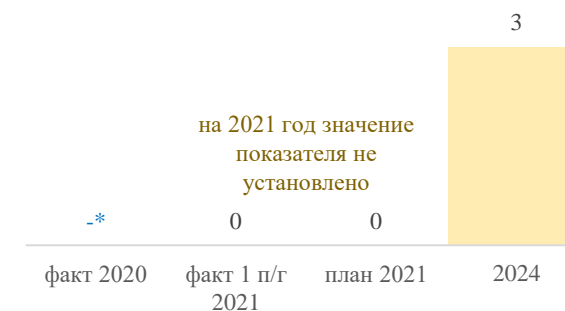 3
на 2021 год значение
показателя не
установлено
-*
0
0
факт 2020
факт 1 п/г
2021
план 2021
2024